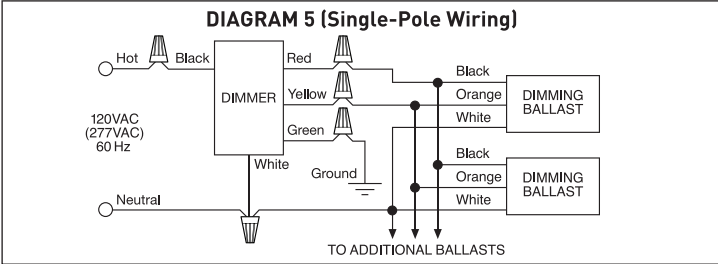 DIAGRAM 5 (Single-Pole Wiring)
Hot
Black
Red
Yellow
Green
DIMMER
120VAC
(277VAC)
60 Hz
White
Ground
Neutral
Black
Orange
White
DIMMING
BALLAST
Black
Orange
White
DIMMING
BALLAST
TO ADDITIONAL BALLASTS